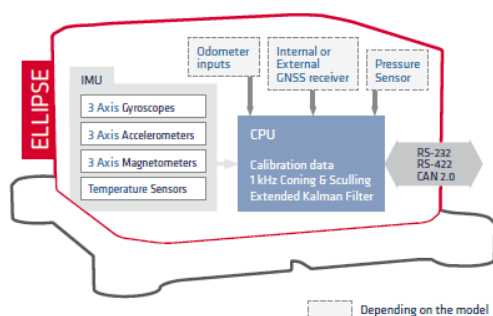 ELLIPSE
IMU
3 Axis Gyroscopes
3 Axis Accelerometers
3 Axis Magnetometers
Temperature Sensors
Odometer
inputs
Internal or
External
GNSS receiver
Pressure
Sensor
CPU
Calibration data
1 kHz Coning & Sculling
Extended Kalman Filter
RS-232
RS-422
CAN 2.0
Depending on the model